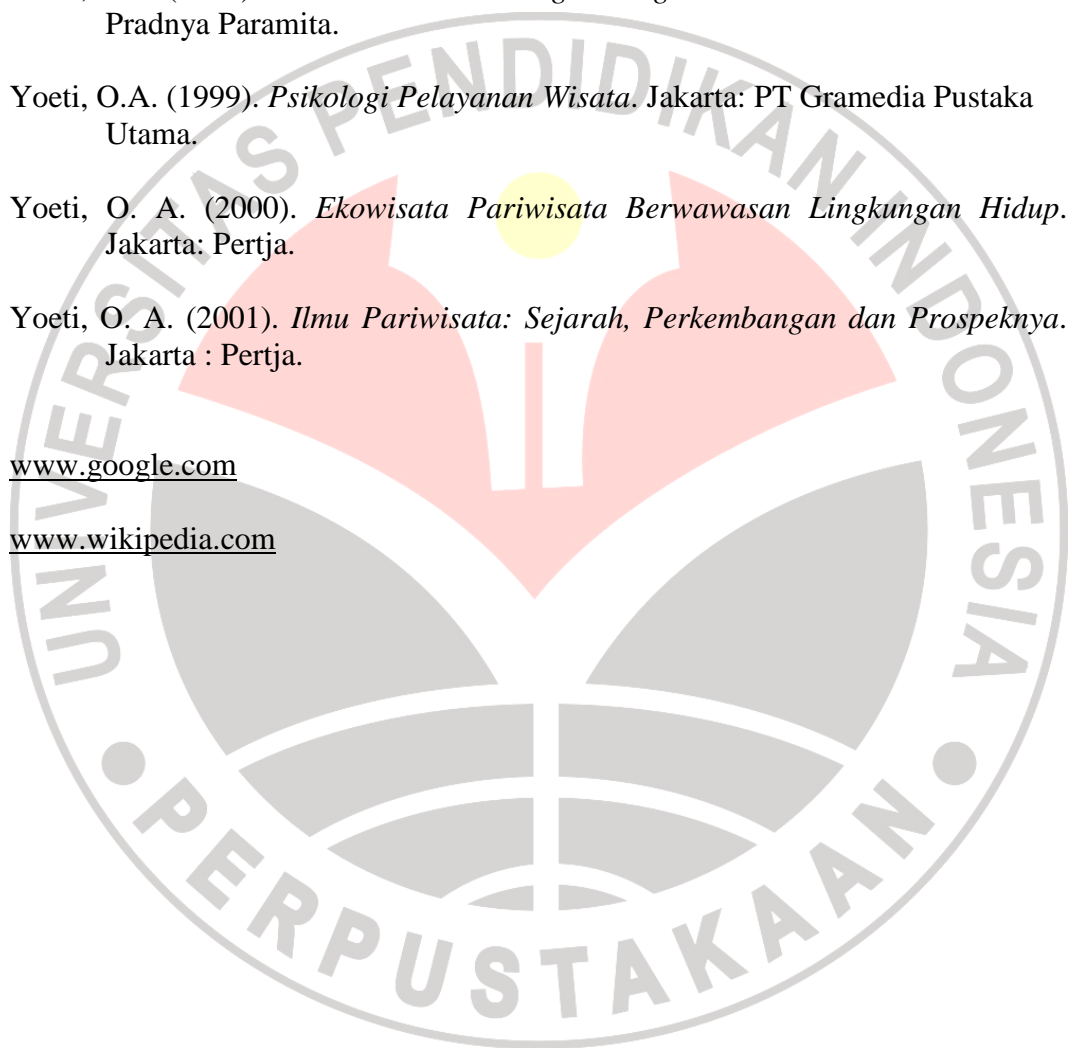 Pradnya Paramita.
Yoeti, O.A. (1999). Psikologi Pelayanan Wisata. Jakarta: PT Gramedia Pustaka
Utama.
Yoeti, O. A. (2000). Ekowisata Pariwisata Berwawasan Lingkungan Hidup.
Jakarta: Pertja.
Yoeti, O. A. (2001). Ilmu Pariwisata: Sejarah, Perkembangan dan Prospeknya.
Jakarta : Pertja.
www.google.com
www.wikipedia.com
UNIVERSITAS PENDIDIKAN INDONESIA
PERPUSTAKAAN